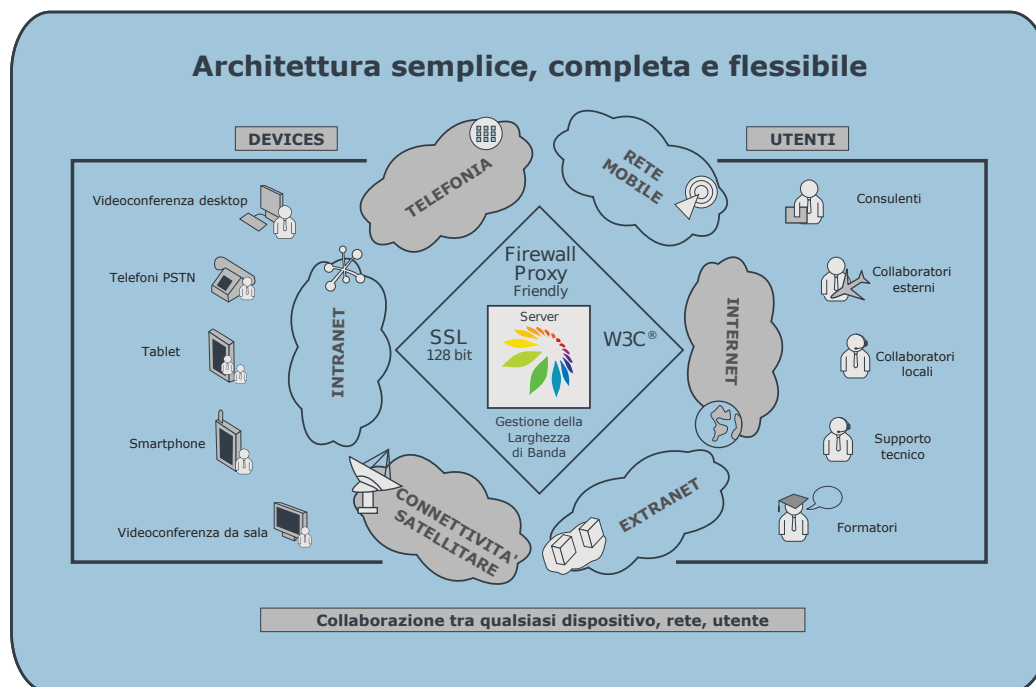 Architettura semplice, completa e flessibile
DEVICES
UTENTI
Videoconferenza desktop
Telefoni PSTN
Tablet
Smartphone
Videoconferenza da sala
TELEFONIA
RETE
MOBILE
INTRANET
Firewall
Proxy
Friendly
SSL
128 bit
Server
W3C®
Gestione della
Larghezza
di Banda
INTERNET
CONNETTIVITA'
SATELLITARE
EXTRANET
Consulenti
Collaboratori
esterni
Collaboratori
locali
Supporto
tecnico
Formatori
Collaborazione tra qualsiasi dispositivo, rete, utente